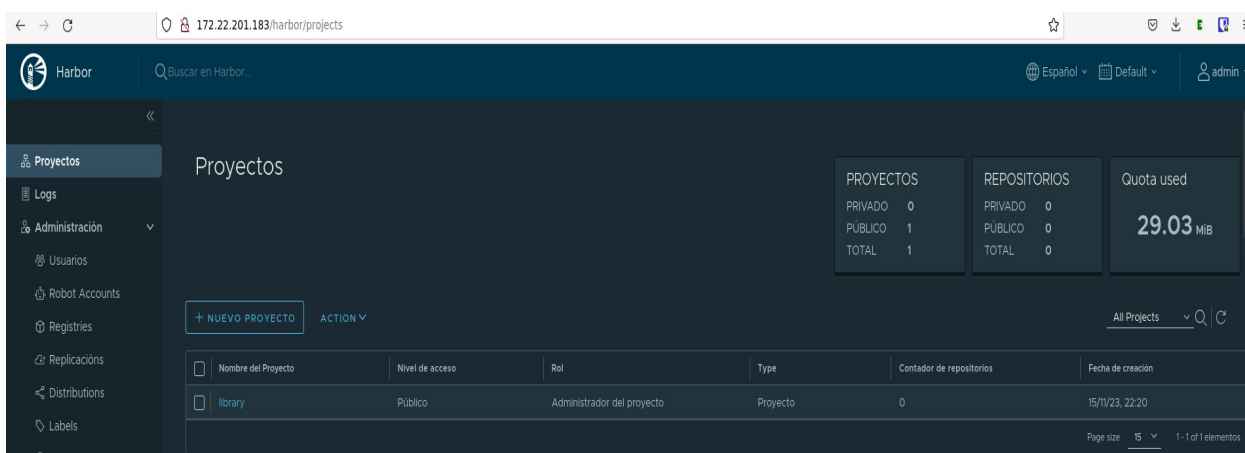 172.22.201.183/harbor/projects
Harbor
Buscar en Harbor...
Español
Default
admin
Proyectos
Logs
Administración
Usuarios
Robot Accounts
Registries
Replicacións
Distributions
Labels
Proyectos
PROYECTOS
PRIVADO 0
PÚBLICO 1
TOTAL 1
REPOSITORIOS
PRIVADO 0
PÚBLICO 0
TOTAL 0
Quota used
29.03 MiB
+ NUEVO PROYECTO
ACTION
All Projects
Nombre del Proyecto Nivel de acceso Rol Type Contador de repositorios Fecha de creación
library Público Administrador del proyecto Proyecto 0 15/11/23, 22:20
Page size 15 1 - 1 of 1 elementos